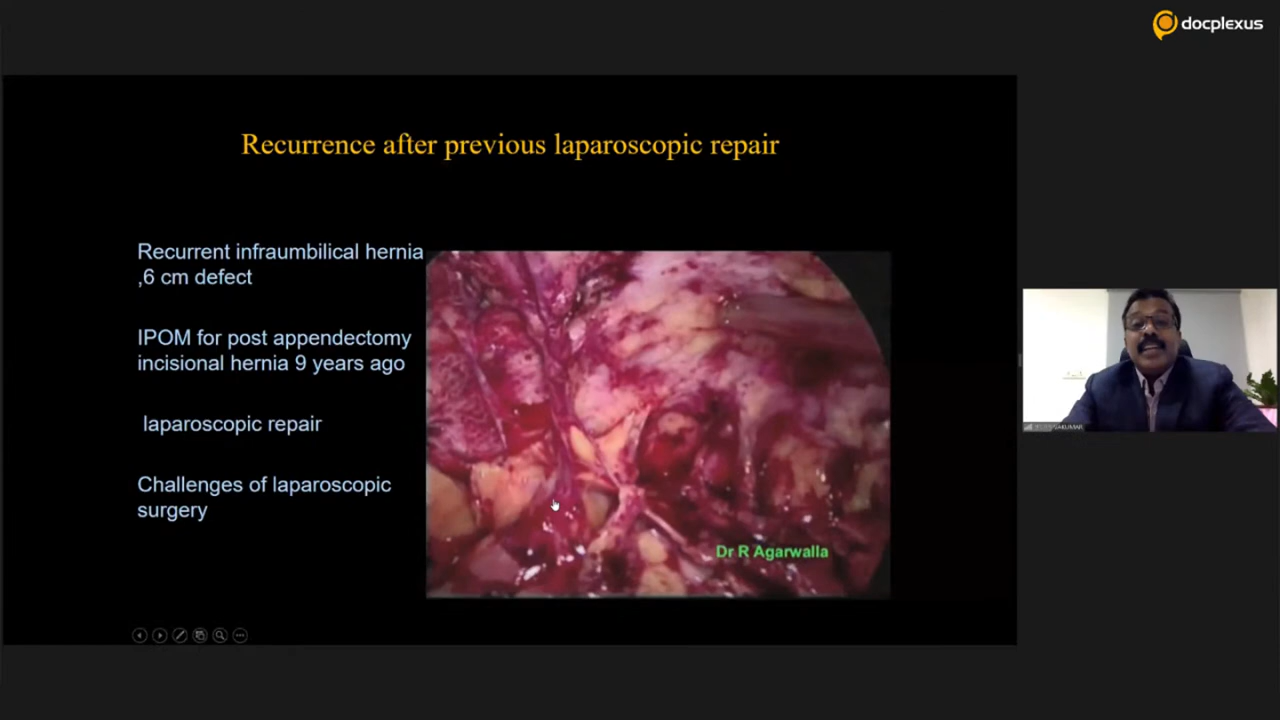 docplexus
Recurrence after previous laparoscopic repair
Recurrent infraumbilical hernia
,6 cm defect
IPOM for post appendectomy
incisional hernia 9 years ago
laparoscopic repair
Challenges of laparoscopic
surgery
Dr R Agarwalla